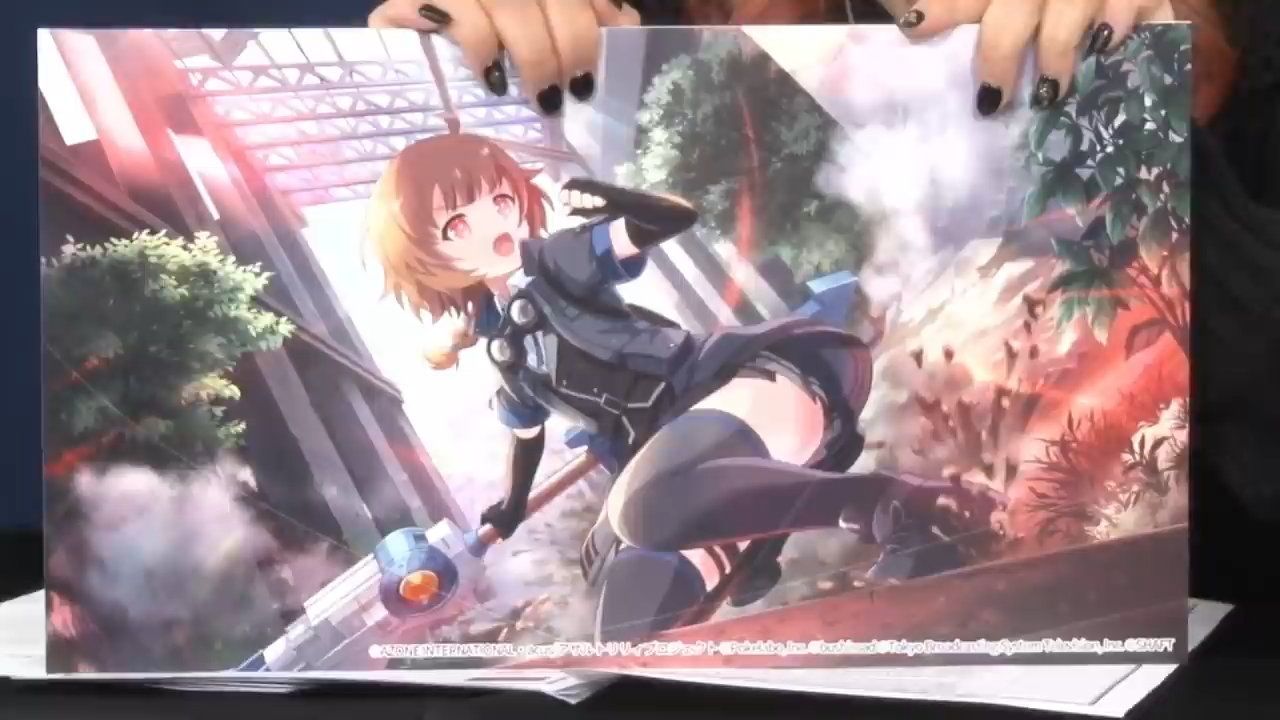 ©AZONE INTERNATIONAL・acus/アサルトリリィプロジェクト ©Pokelabo, Inc. ©bushiroad ©Tokyo Broadcasting System Television, Inc. ©SHAFT